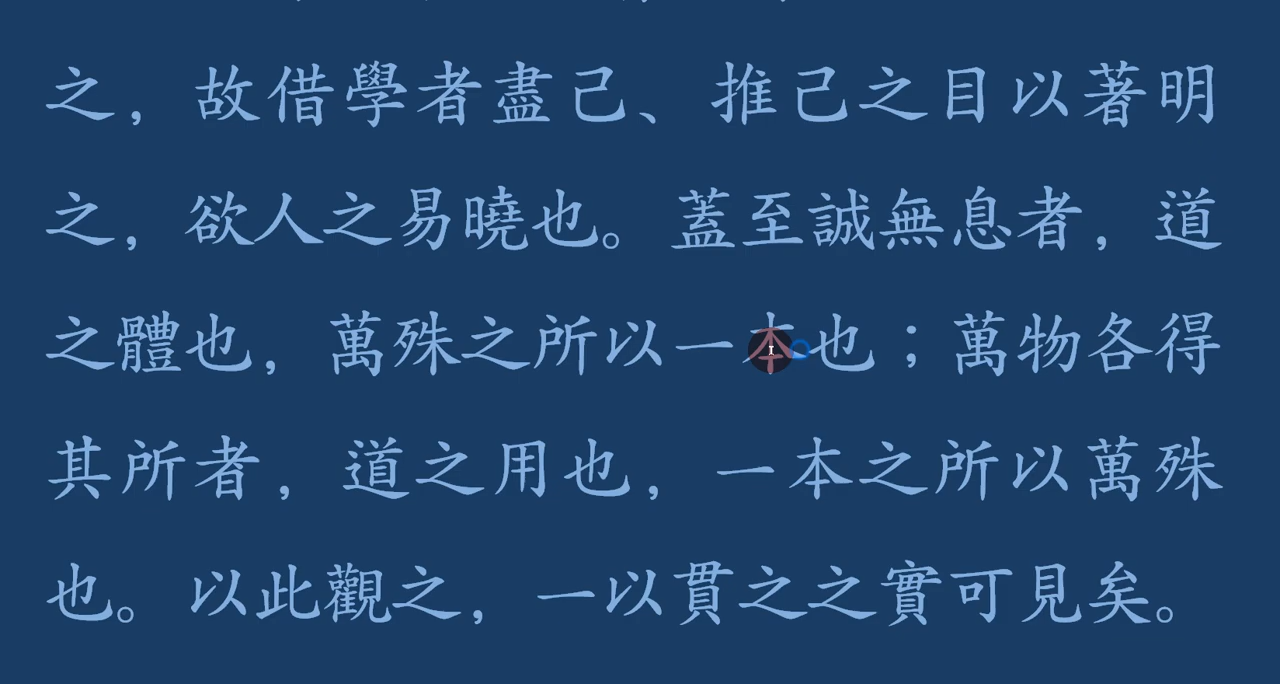 之，故借學者盡己、推己之目以著明
之，欲人之易曉也。蓋至誠無息者，道
之體也，萬殊之所以一本也；萬物各得
其所者，道之用也，一本之所以萬殊
也。以此觀之，一以貫之之實可見矣。